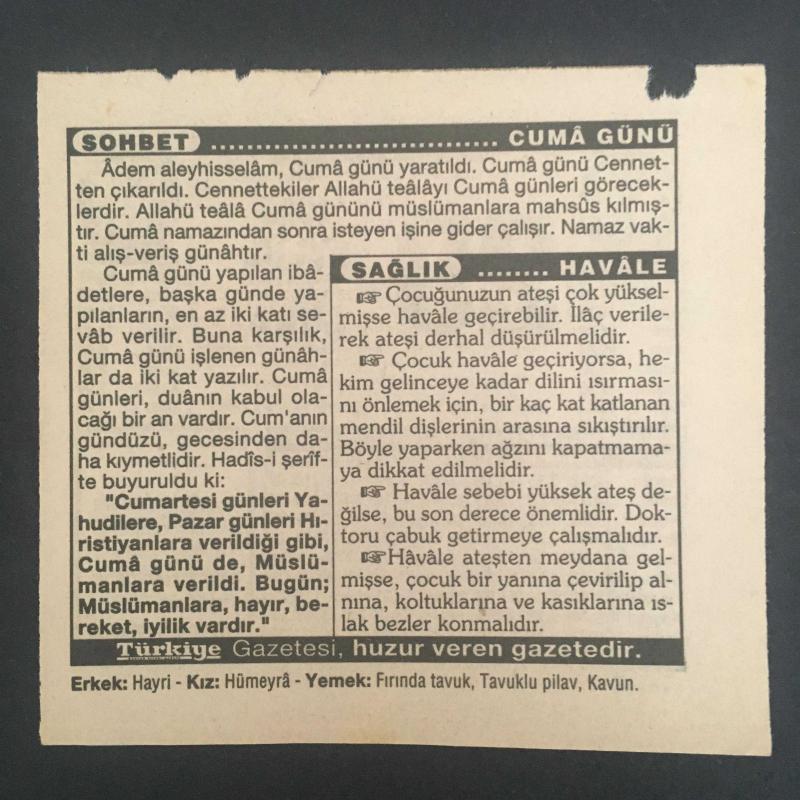 SOHBET ................................ CUMÂ GÜNÜ
Âdem aleyhisselâm, Cumâ günü yaratıldı. Cumâ günü Cennet-
ten çıkarıldı. Cennettekiler Allahü teâlâyı Cumâ günleri görecek-
lerdir. Allahü teâlâ Cumâ gününü müslümanlara mahsûs kılmış-
tır. Cumâ namazından sonra isteyen işine gider çalışır. Namaz vak-
ti alış-veriş günâhtır.
Cumâ günü yapılan ibâ-
detlere, başka günde ya-
pılanların, en az iki katı se-
vâb verilir. Buna karşılık,
Cumâ günü işlenen günâh-
lar da iki kat yazılır. Cumâ
günleri, duânın kabul ola-
cağı bir an vardır. Cum'anın
gündüzü, gecesinden da-
ha kıymetlidir. Hadîs-i şerîf-
te buyuruldu ki:
"Cumartesi günleri Ya-
hudilere, Pazar günleri Hı-
ristiyanlara verildiği gibi,
Cumâ günü de, Müslü-
manlara verildi. Bugün;
Müslümanlara, hayır, be-
reket, iyilik vardır."
SAĞLIK ........ HAVÂLE
☞ Çocuğunuzun ateşi çok yüksel-
mişse havâle geçirebilir. İlâç verile-
rek ateşi derhal düşürülmelidir.
☞ Çocuk havâle geçiriyorsa, he-
kim gelinceye kadar dilini ısırması-
nı önlemek için, bir kaç kat katlanan
mendil dişlerinin arasına sıkıştırılır.
Böyle yaparken ağzını kapatmama-
ya dikkat edilmelidir.
☞ Havâle sebebi yüksek ateş de-
ğilse, bu son derece önemlidir. Dok-
toru çabuk getirmeye çalışmalıdır.
☞ Hâvâle ateşten meydana gel-
mişse, çocuk bir yanına çevirilip al-
nına, koltuklarına ve kasıklarına ıs-
lak bezler konmalıdır.
Türkiye Gazetesi, huzur veren gazetedir.
Erkek: Hayri - Kız: Hümeyrâ - Yemek: Fırında tavuk, Tavuklu pilav, Kavun.